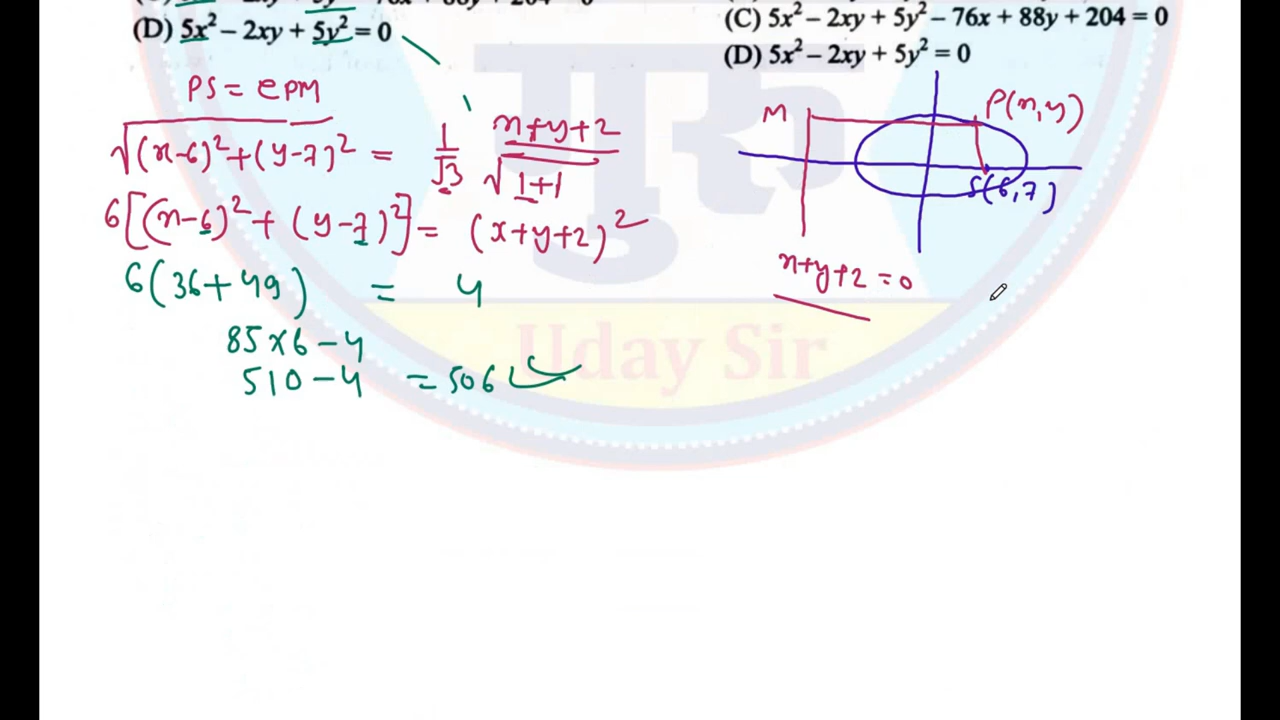 (D) 5x² – 2xy + 5y² = 0
(C) 5x² – 2xy + 5y² – 76x + 88y + 204 = 0
(D) 5x² – 2xy + 5y² = 0
PS = ePM
√(x-6)²+(y-7)² = 1/√3 x+y+2/√1+1
6[(x-6)²+(y-7)²] = (x+y+2)²
6(36+49) = 4
85×6-4
510-4 = 506
M
P(x,y)
S(6,7)
x+y+2=0
पुरु
Uday Sir